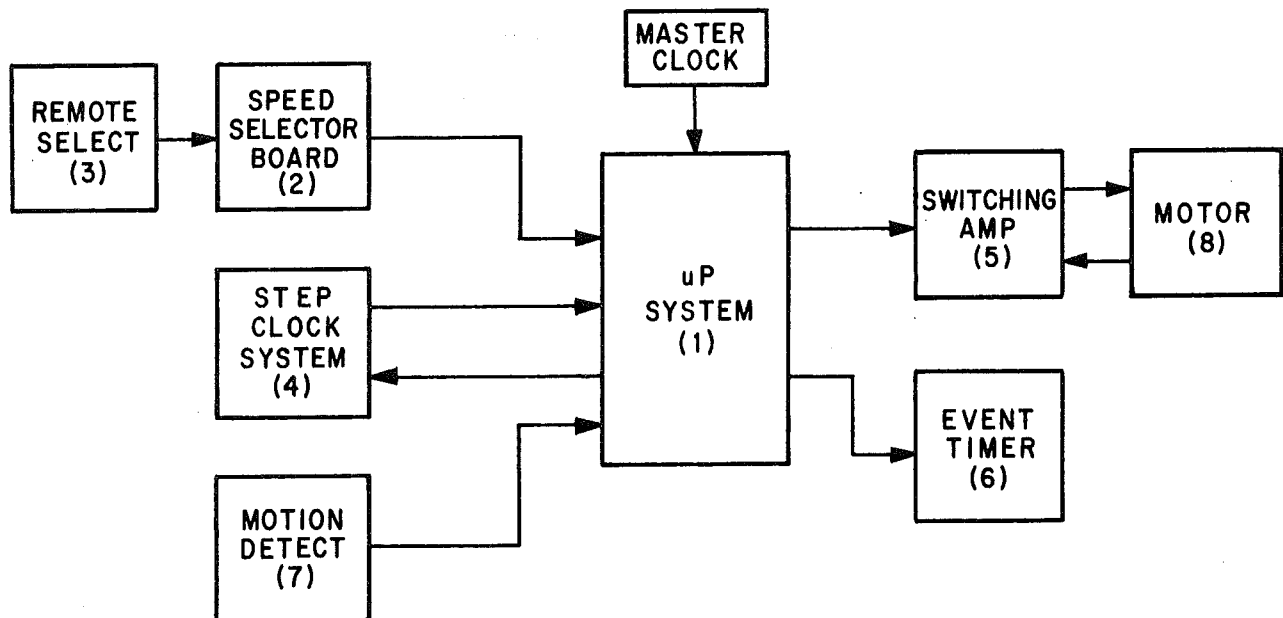 MASTER
CLOCK
REMOTE
SELECT
(3)
SPEED
SELECTOR
BOARD
(2)
STEP
CLOCK
SYSTEM
(4)
MOTION
DETECT
(7)
uP
SYSTEM
(1)
SWITCHING
AMP
(5)
MOTOR
(8)
EVENT
TIMER
(6)